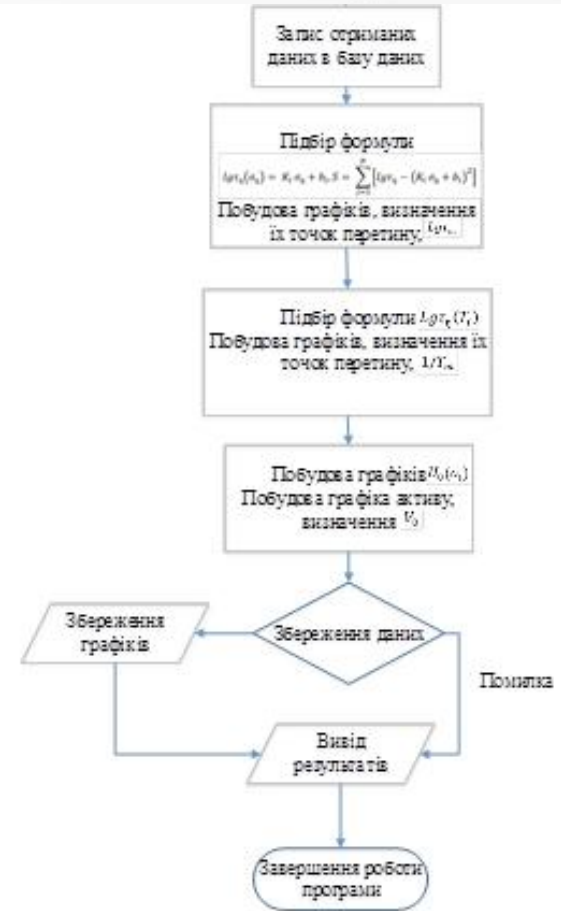 Запис отриманих
даних в базу даних
Підбір формули
Побудова графіків, визначення
їх точок перетину,
Підбір формули
Побудова графіків, визначення їх
точок перетину,
Побудова графіків
Побудова графіка активу,
визначення
Збереження
графіків
Збереження даних
Помилка
Вивід
результатів
Завершення роботи
програми